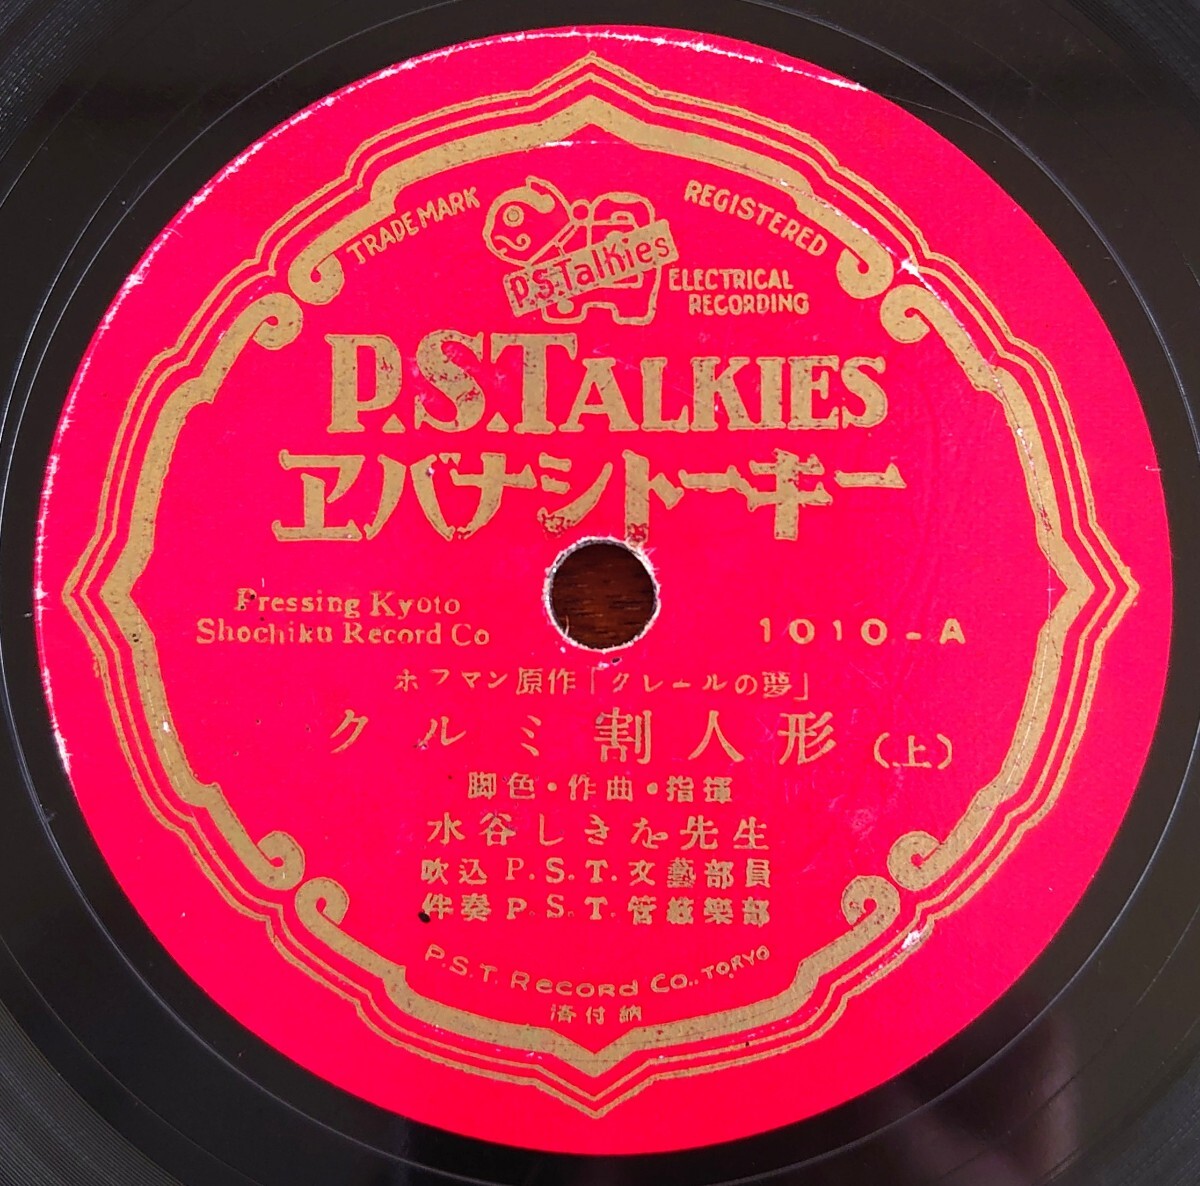 TRADE MARK
REGISTERED
P.S.Talkies
ELECTRICAL
RECORDING
P.S.TALKIES
ヱバナシトーキー
Pressing Kyoto
Shochiku Record Co
1010-A
ホフマン原作「クレールの夢」
クルミ割人形(上)
脚色・作曲・指揮
水谷しきを先生
吹込P.S.T.文藝部員
伴奏P.S.T.管絃樂部
P.S.T. RECORD CO., TOKYO
済付納